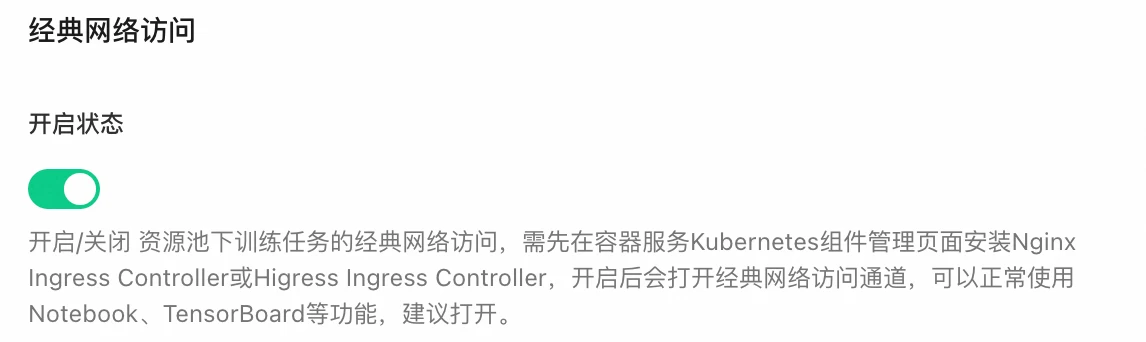 经典网络访问
开启状态
开启/关闭 资源池下训练任务的经典网络访问，需先在容器服务Kubernetes组件管理页面安装Nginx
Ingress Controller或Higress Ingress Controller，开启后会打开经典网络访问通道，可以正常使用
Notebook、TensorBoard等功能，建议打开。